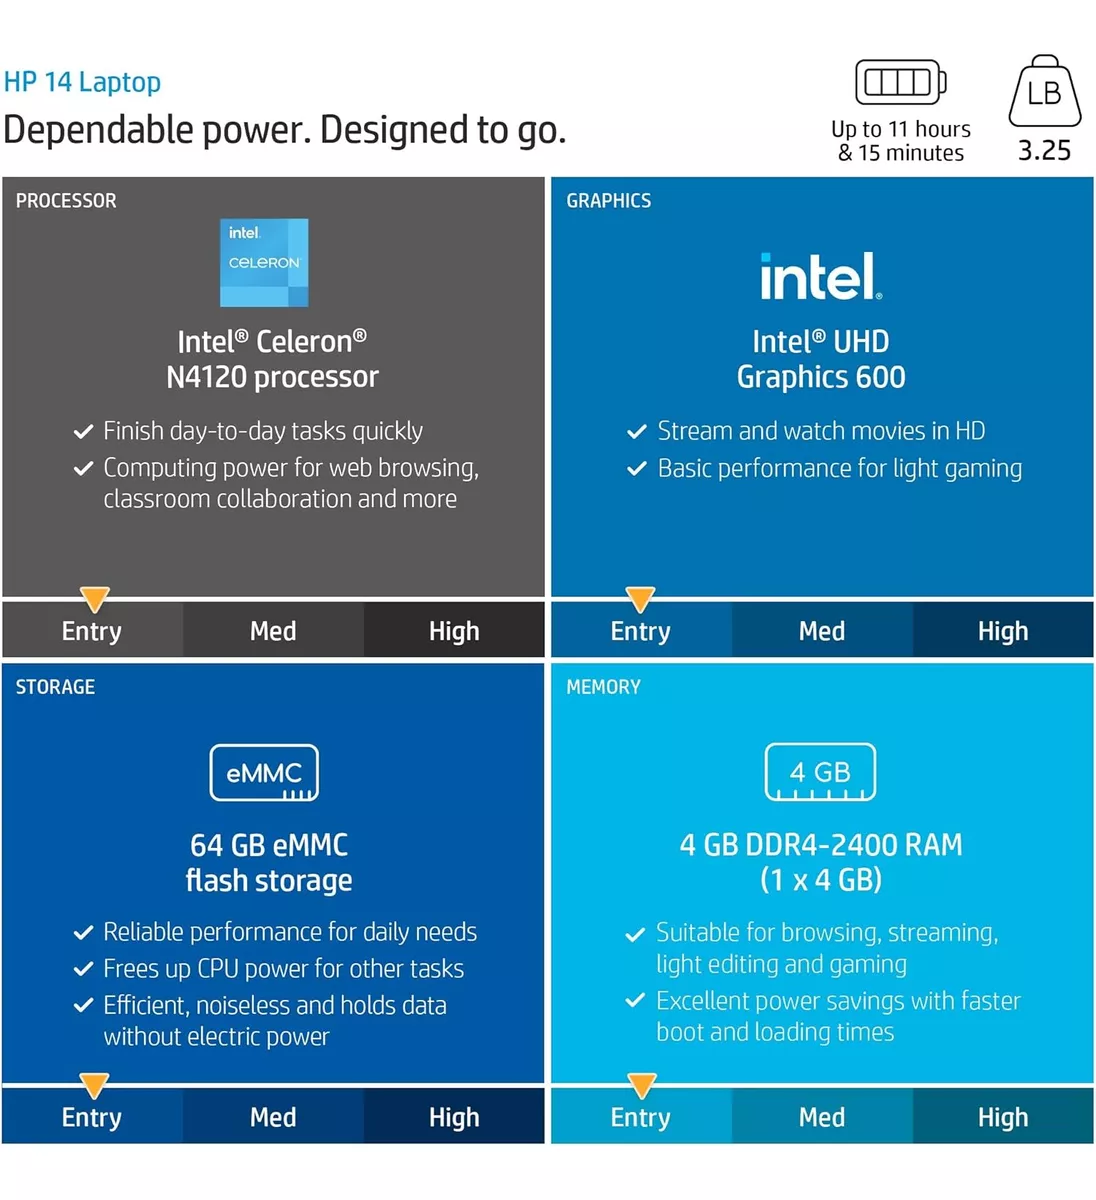 HP 14 Laptop
Dependable power. Designed to go.
Up to 11 hours
& 15 minutes
LB
3.25
PROCESSOR
intel.
CELERON
Intel® Celeron®
N4120 processor
Finish day-to-day tasks quickly
Computing power for web browsing,
classroom collaboration and more
Entry
Med
High
GRAPHICS
intel®
Intel® UHD
Graphics 600
Stream and watch movies in HD
Basic performance for light gaming
Entry
Med
High
STORAGE
eMMC
64 GB eMMC
flash storage
Reliable performance for daily needs
Frees up CPU power for other tasks
Efficient, noiseless and holds data
without electric power
Entry
Med
High
MEMORY
4 GB
4 GB DDR4-2400 RAM
(1 x 4 GB)
Suitable for browsing, streaming,
light editing and gaming
Excellent power savings with faster
boot and loading times
Entry
Med
High